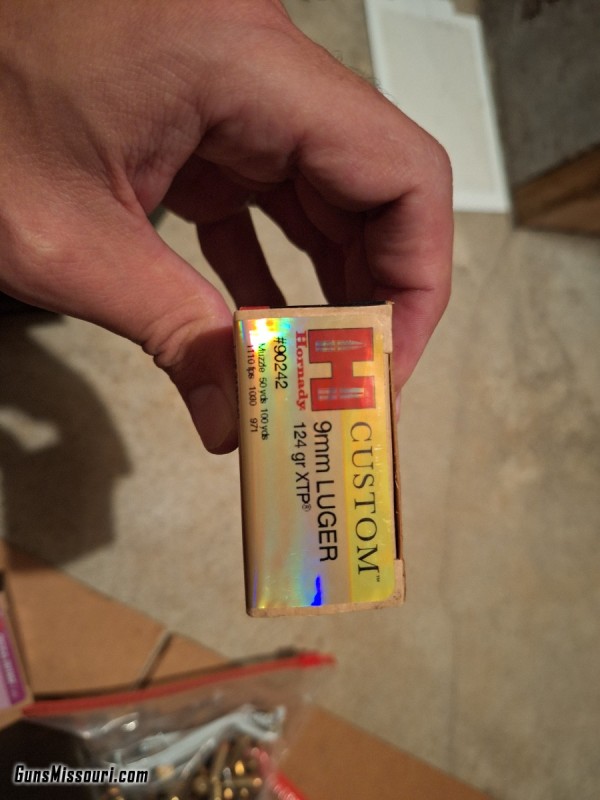 CUSTOM™
Hornady®
9mm LUGER
124 gr XTP®
#90242
Muzzle 50 yds 100 yds
1110 fps 1030 971
GunsMissouri.com